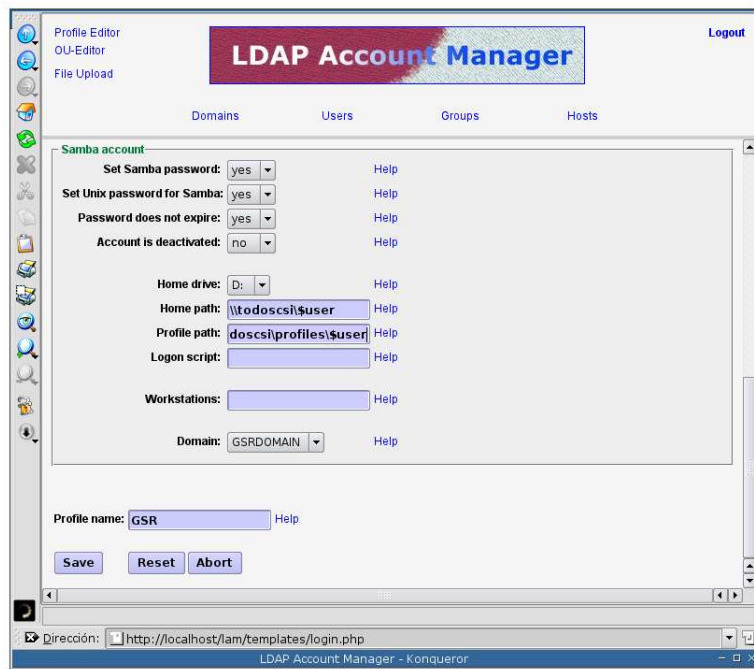 Profile Editor
OU-Editor
File Upload
LDAP Account Manager
Logout
Domains Users Groups Hosts
Samba account
Set Samba password: yes Help
Set Unix password for Samba: yes Help
Password does not expire: yes Help
Account is deactivated: no Help
Home drive: D: Help
Home path: \\todoscsi\$user Help
Profile path: doscsi\profiles\$user Help
Logon script: Help
Workstations: Help
Domain: GSRDOMAIN Help
Profile name: GSR Help
Save Reset Abort
Dirección: http://localhost/lam/templates/login.php
LDAP Account Manager - Konqueror